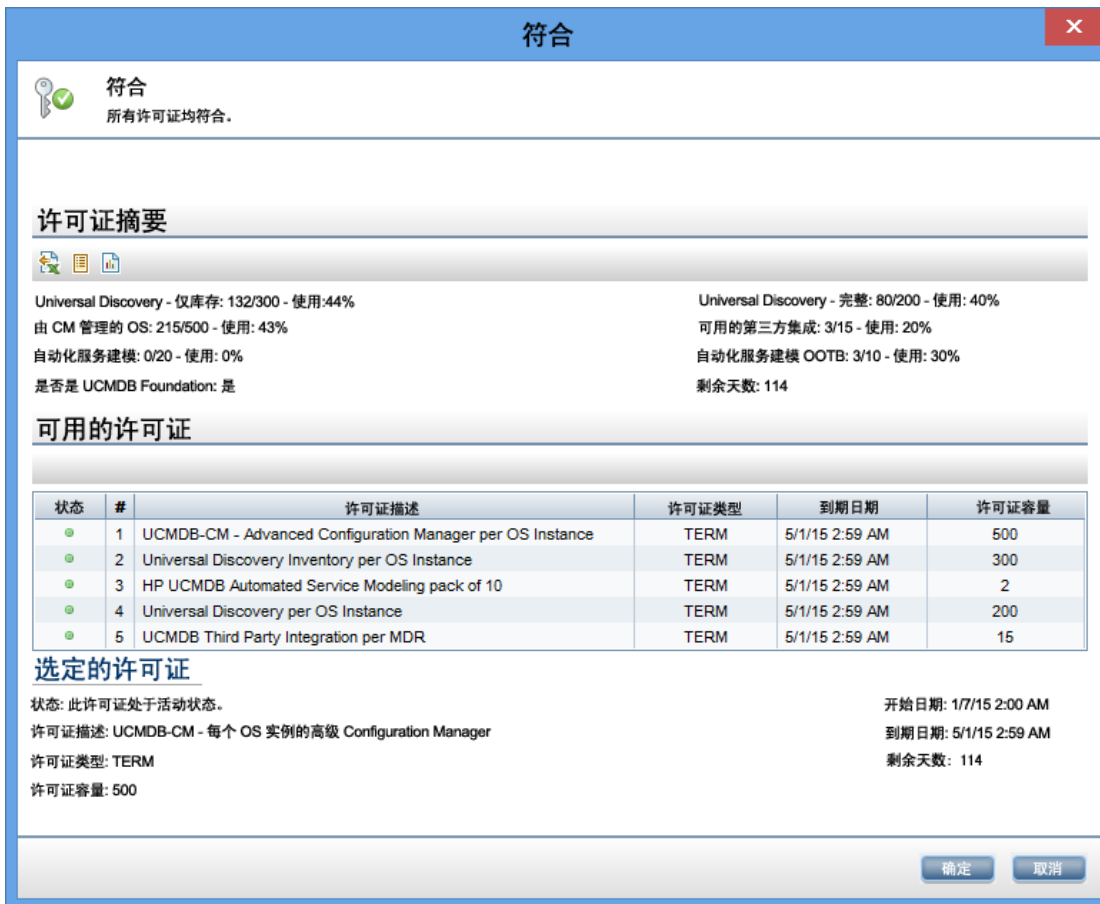 符合
符合
所有许可证均符合。
许可证摘要
Universal Discovery - 仅库存: 132/300 - 使用:44%
Universal Discovery - 完整: 80/200 - 使用: 40%
由 CM 管理的 OS: 215/500 - 使用: 43%
可用的第三方集成: 3/15 - 使用: 20%
自动化服务建模: 0/20 - 使用: 0%
自动化服务建模 OOTB: 3/10 - 使用: 30%
是否是 UCMDB Foundation: 是
剩余天数: 114
可用的许可证
状态 # 许可证描述 许可证类型 到期日期 许可证容量
1 UCMDB-CM - Advanced Configuration Manager per OS Instance TERM 5/1/15 2:59 AM 500
2 Universal Discovery Inventory per OS Instance TERM 5/1/15 2:59 AM 300
3 HP UCMDB Automated Service Modeling pack of 10 TERM 5/1/15 2:59 AM 2
4 Universal Discovery per OS Instance TERM 5/1/15 2:59 AM 200
5 UCMDB Third Party Integration per MDR TERM 5/1/15 2:59 AM 15
选定的许可证
状态: 此许可证处于活动状态。
开始日期: 1/7/15 2:00 AM
许可证描述: UCMDB-CM - 每个 OS 实例的高级 Configuration Manager
到期日期: 5/1/15 2:59 AM
许可证类型: TERM
剩余天数: 114
许可证容量: 500
确定 取消